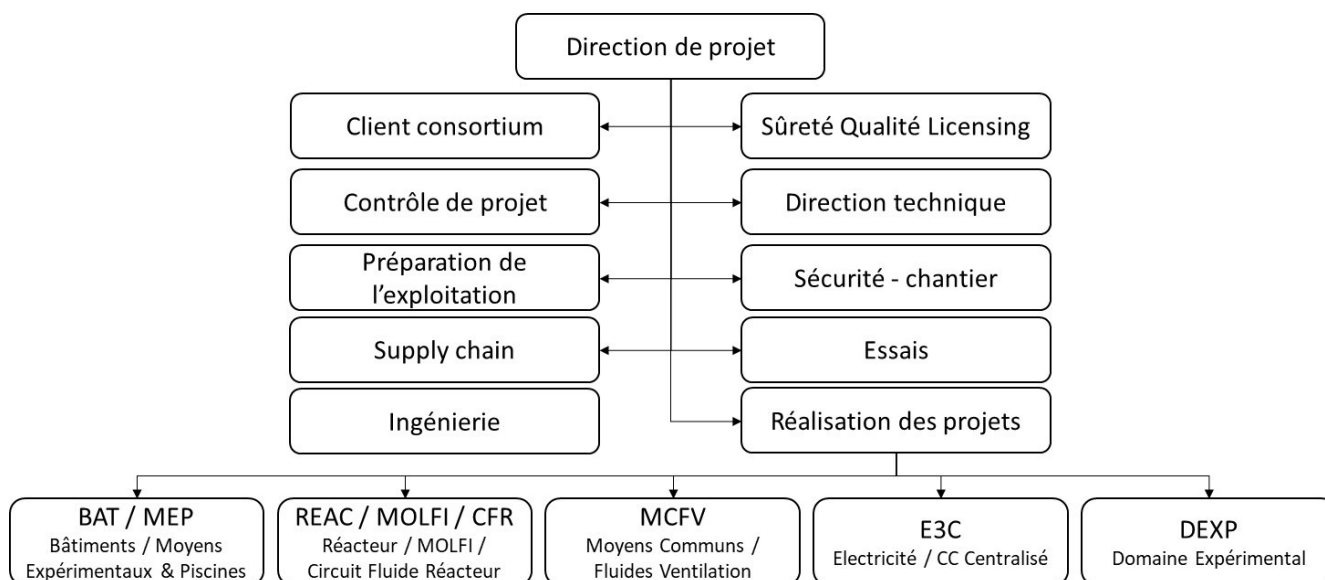 Direction de projet
Client consortium
Sûreté Qualité Licensing
Contrôle de projet
Direction technique
Préparation de
l’exploitation
Sécurité - chantier
Supply chain
Essais
Ingénierie
Réalisation des projets
BAT / MEP
Bâtiments / Moyens
Expérimentaux & Piscines
REAC / MOLFI / CFR
Réacteur / MOLFI /
Circuit Fluide Réacteur
MCFV
Moyens Communs /
Fluides Ventilation
E3C
Electricité / CC Centralisé
DEXP
Domaine Expérimental